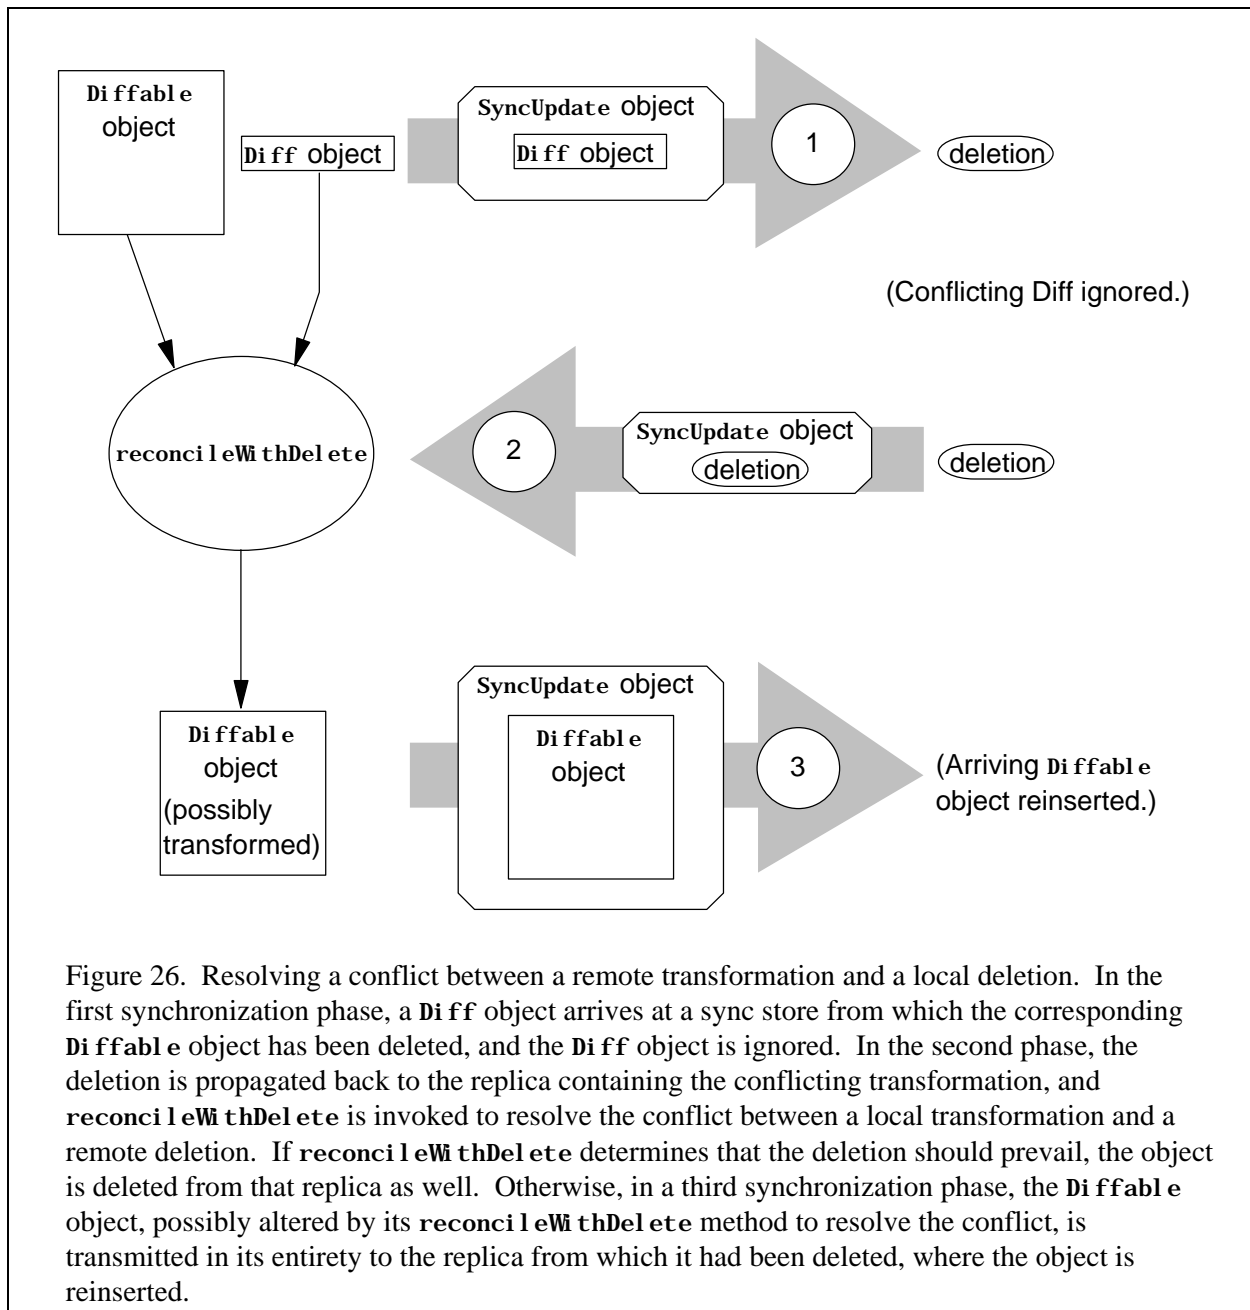 Diffable
object
Diff object
SyncUpdate object
Diff object
1
deletion
(Conflicting Diff ignored.)
reconcileWithDelete
2
SyncUpdate object
deletion
deletion
Diffable
object
(possibly
transformed)
SyncUpdate object
Diffable
object
3
(Arriving Diffable
object reinserted.)
Figure 26.  Resolving a conflict between a remote transformation and a local deletion.  In the
first synchronization phase, a Diff object arrives at a sync store from which the corresponding
Diffable object has been deleted, and the Diff object is ignored.  In the second phase, the
deletion is propagated back to the replica containing the conflicting transformation, and
reconcileWithDelete is invoked to resolve the conflict between a local transformation and a
remote deletion.  If reconcileWithDelete determines that the deletion should prevail, the object
is deleted from that replica as well.  Otherwise, in a third synchronization phase, the Diffable
object, possibly altered by its reconcileWithDelete method to resolve the conflict, is
transmitted in its entirety to the replica from which it had been deleted, where the object is
reinserted.